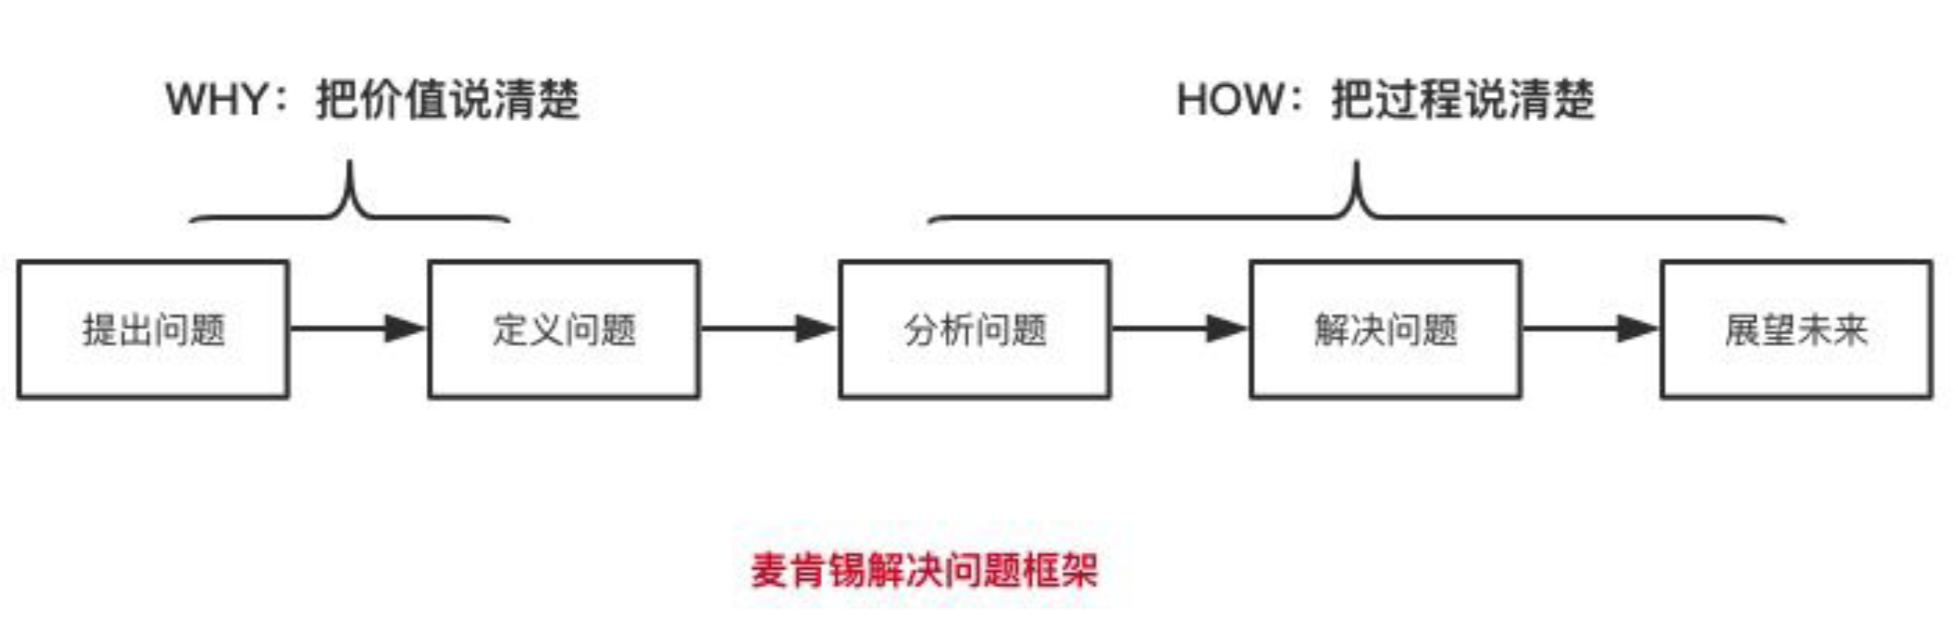 WHY：把价值说清楚
HOW：把过程说清楚
提出问题
定义问题
分析问题
解决问题
展望未来
麦肯锡解决问题框架